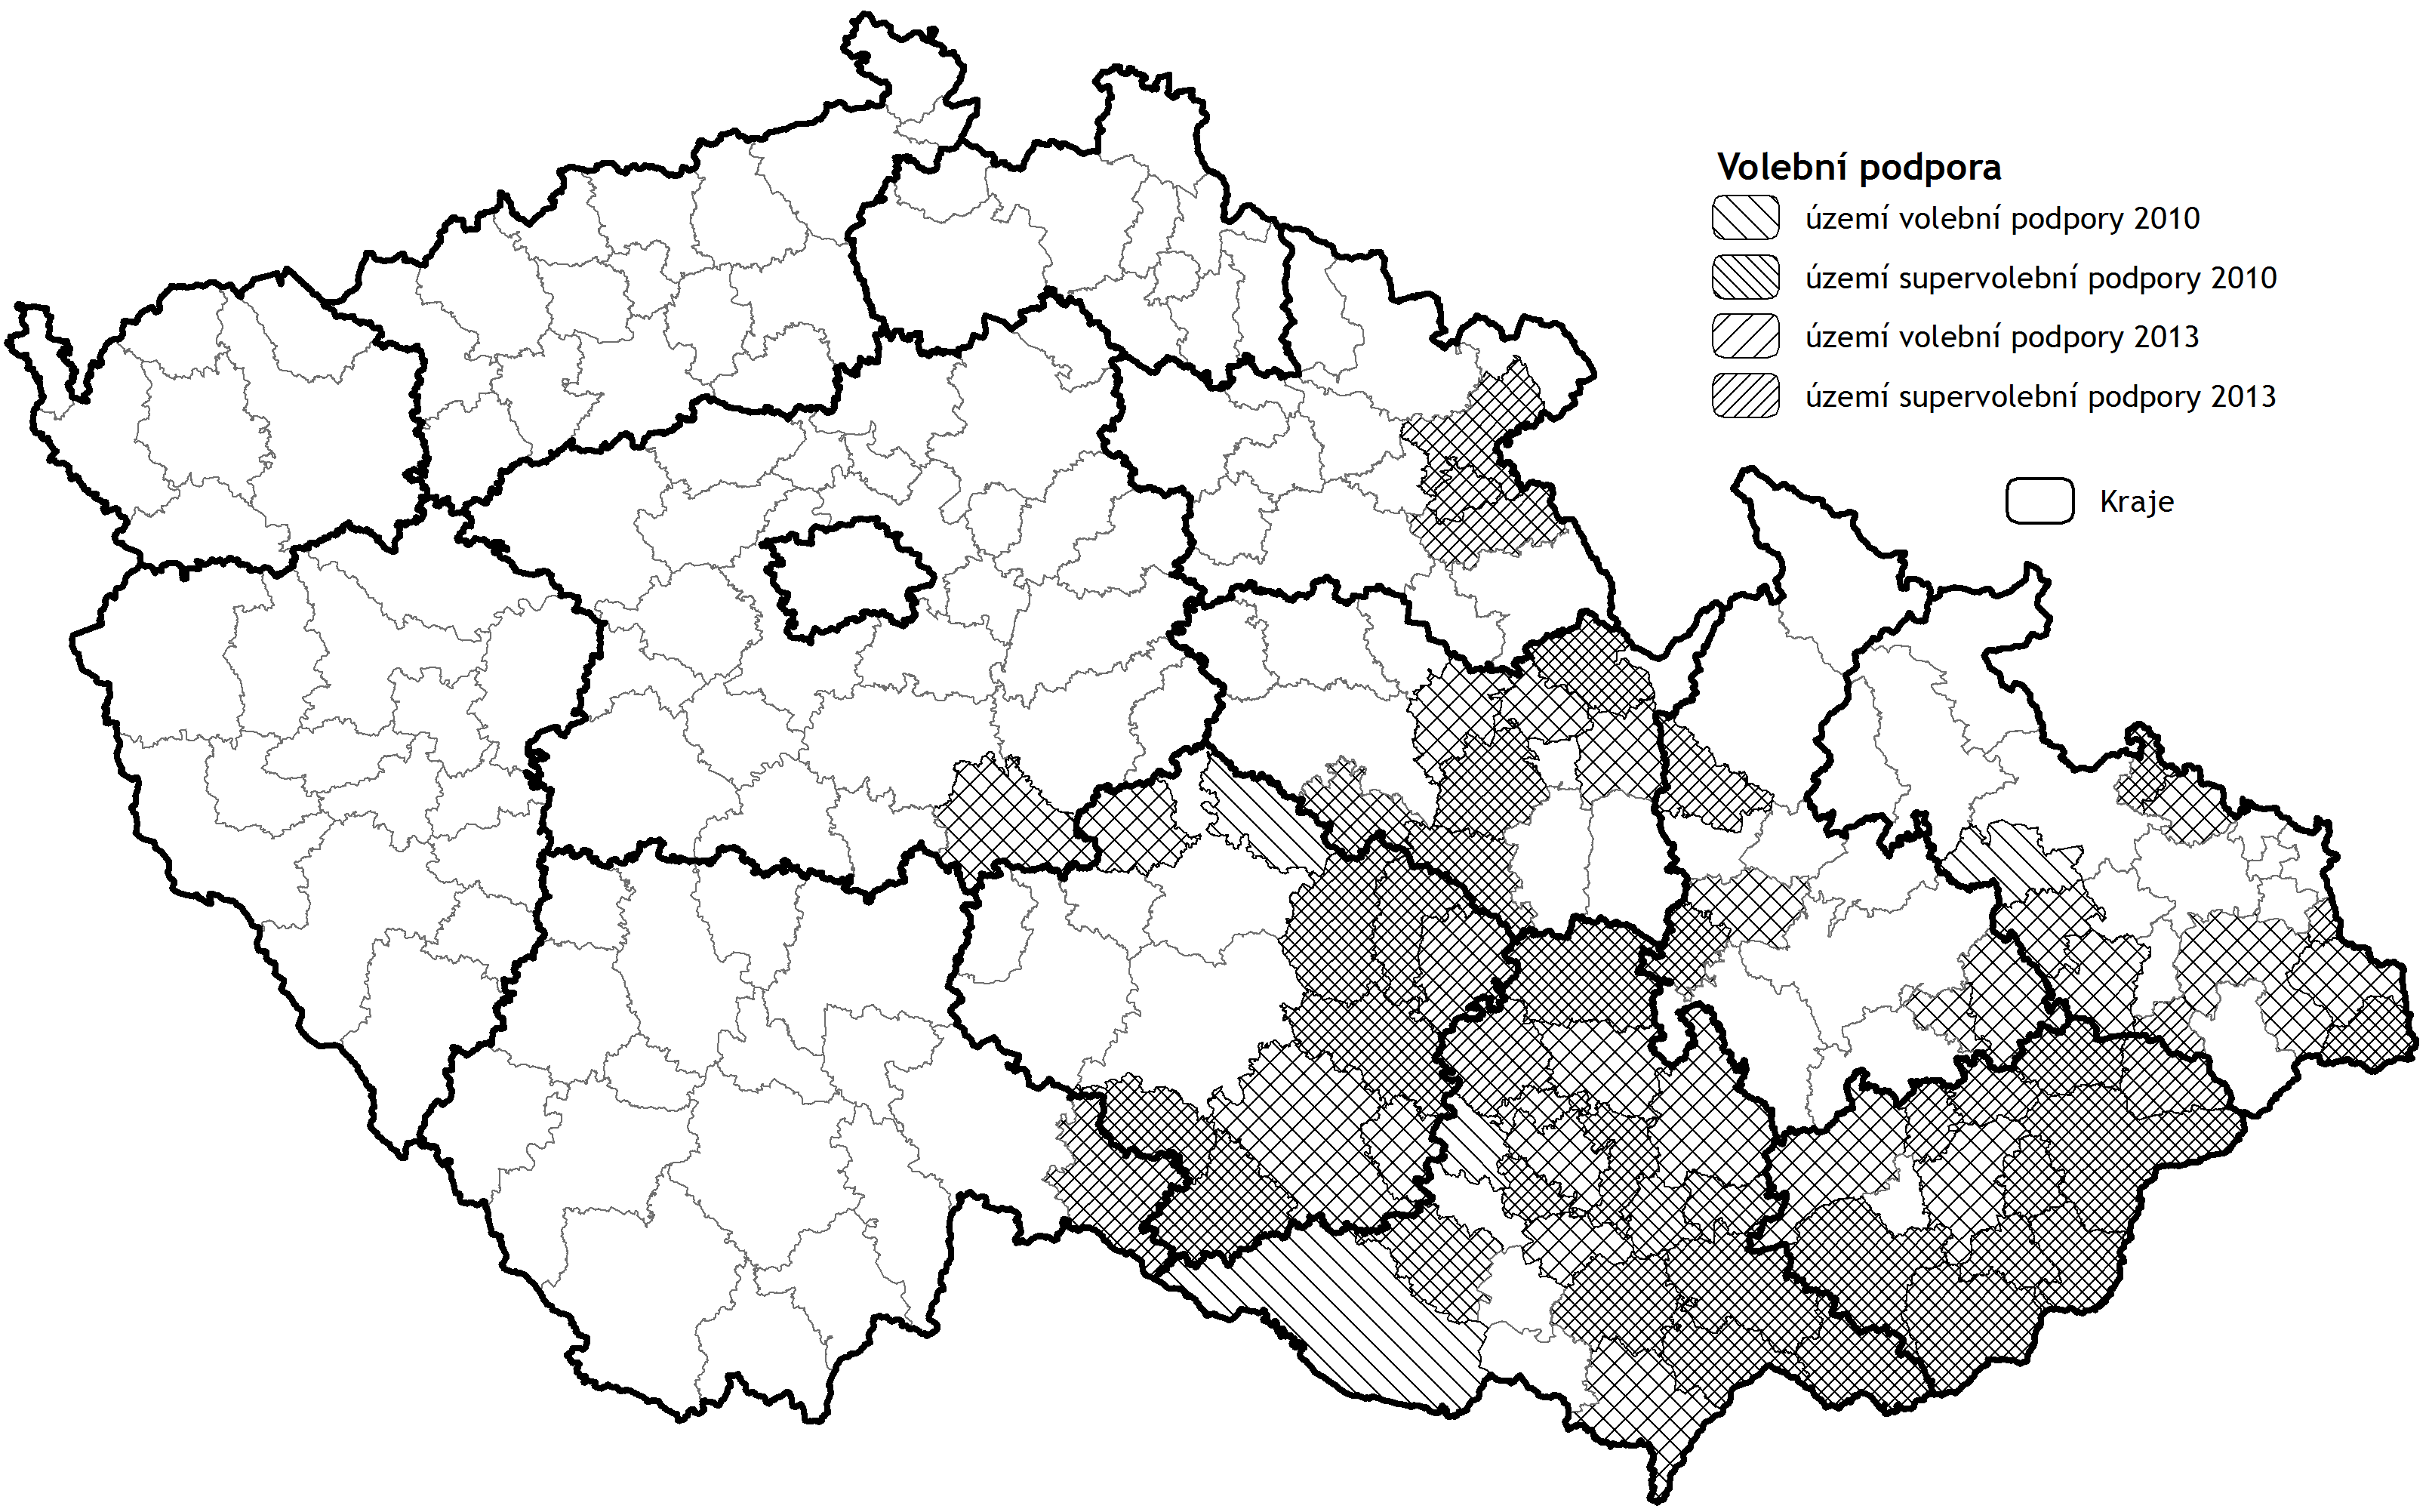 Volební podpora
území volební podpory 2010
území supervolební podpory 2010
území volební podpory 2013
území supervolební podpory 2013
Kraje